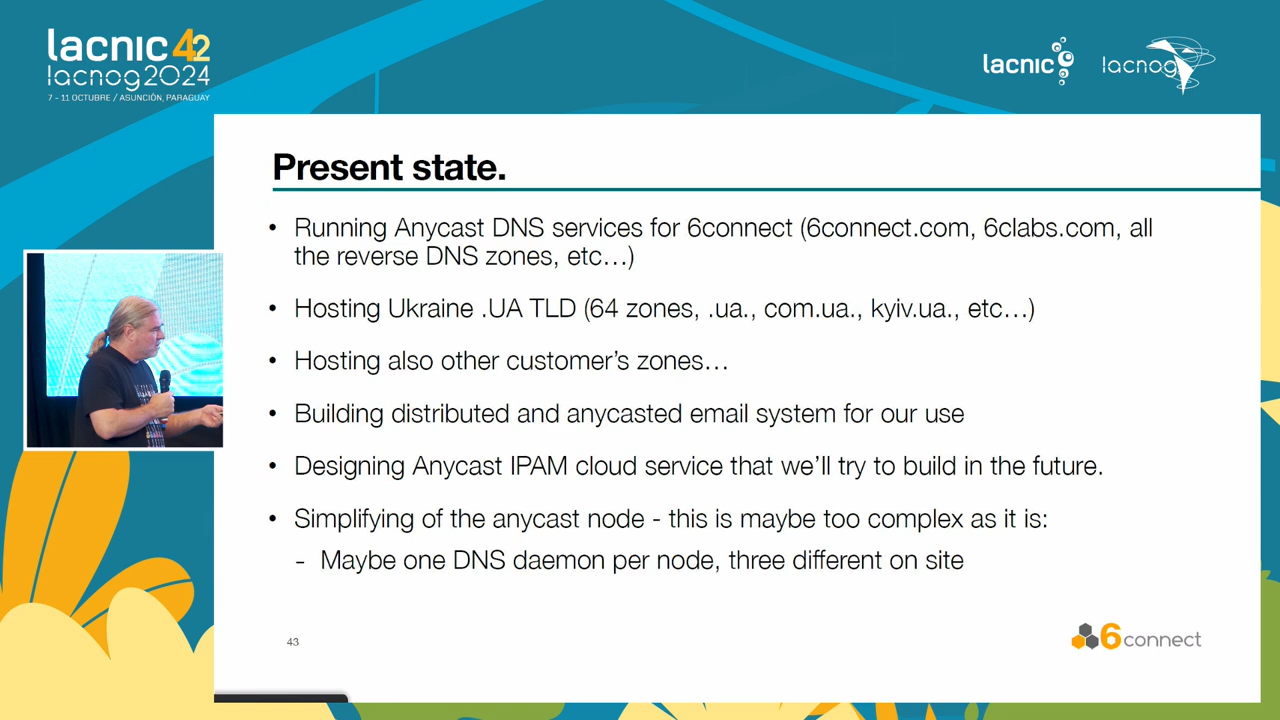 lacnic 42
lacnog 2024
7 - 11 OCTUBRE / ASUNCIÓN, PARAGUAY
lacnic
lacnog
Present state.
• Running Anycast DNS services for 6connect (6connect.com, 6clabs.com, all
the reverse DNS zones, etc…)
• Hosting Ukraine .UA TLD (64 zones, .ua., com.ua., kyiv.ua., etc…)
• Hosting also other customer’s zones…
• Building distributed and anycasted email system for our use
• Designing Anycast IPAM cloud service that we’ll try to build in the future.
• Simplifying of the anycast node - this is maybe too complex as it is:
- Maybe one DNS daemon per node, three different on site
43
6connect